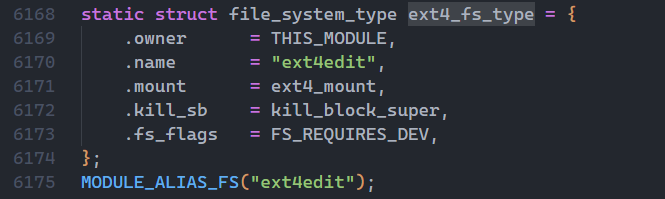 6168 static struct file_system_type ext4_fs_type = {
6169 .owner = THIS_MODULE,
6170 .name = "ext4edit",
6171 .mount = ext4_mount,
6172 .kill_sb = kill_block_super,
6173 .fs_flags = FS_REQUIRES_DEV,
6174 };
6175 MODULE_ALIAS_FS("ext4edit");